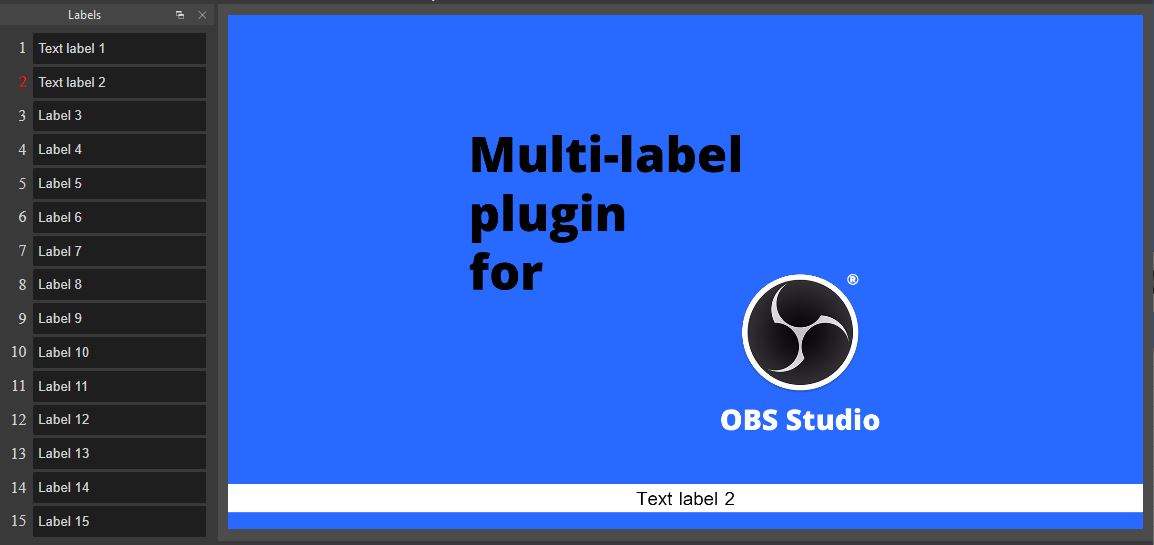 Labels
1 Text label 1
2 Text label 2
3 Label 3
4 Label 4
5 Label 5
6 Label 6
7 Label 7
8 Label 8
9 Label 9
10 Label 10
11 Label 11
12 Label 12
13 Label 13
14 Label 14
15 Label 15
Multi-label
plugin
for
®
OBS Studio
Text label 2